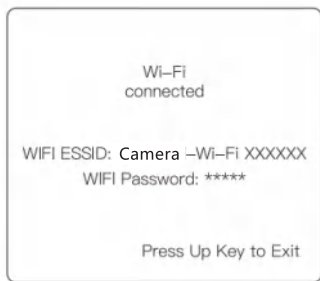 Wi-Fi
connected
WIFI ESSID: Camera -Wi-Fi XXXXXX
WIFI Password: *****
Press Up Key to Exit